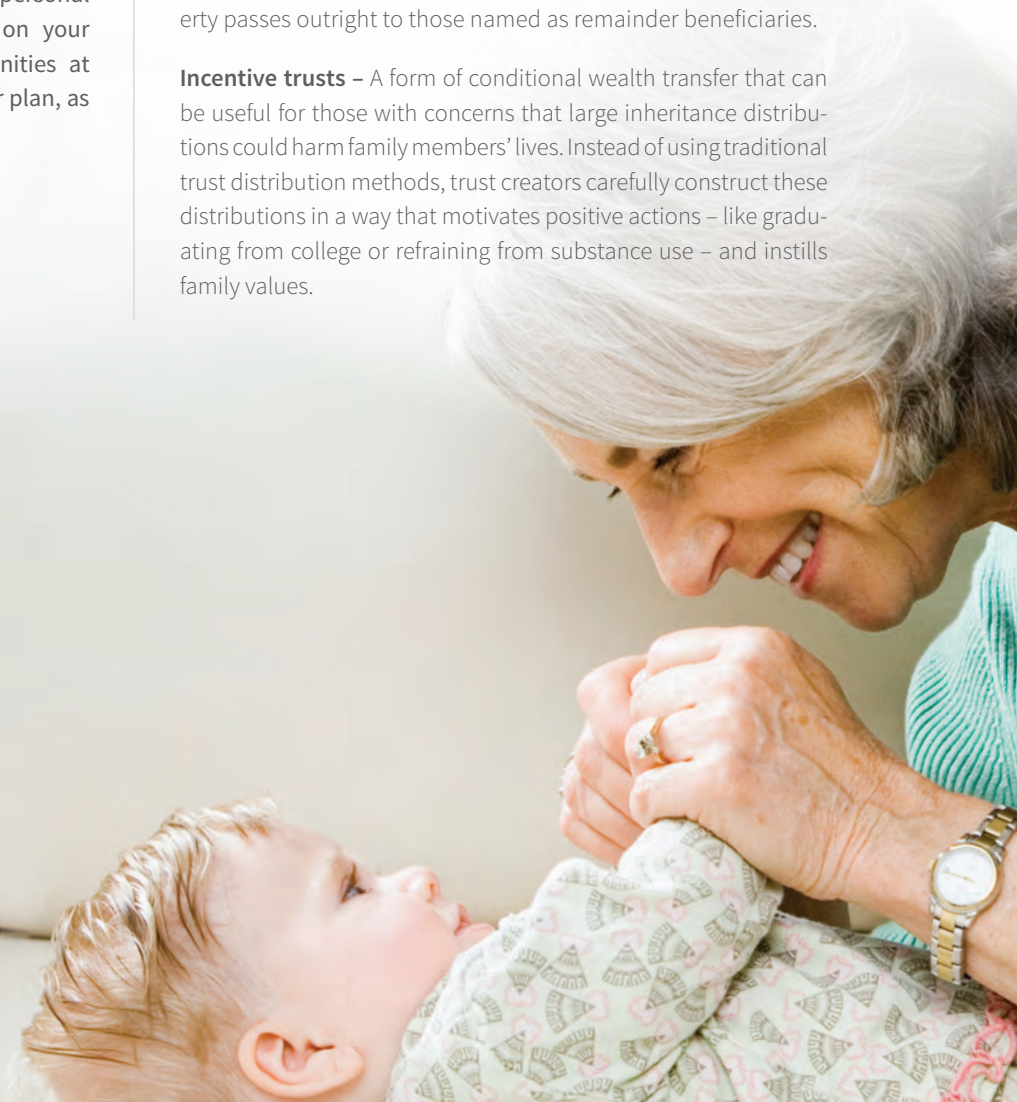 personal
on your
nities at
plan, as
erty passes outright to those named as remainder beneficiaries.
Incentive trusts – A form of conditional wealth transfer that can
be useful for those with concerns that large inheritance distribu-
tions could harm family members’ lives. Instead of using traditional
trust distribution methods, trust creators carefully construct these
distributions in a way that motivates positive actions – like gradu-
ating from college or refraining from substance use – and instills
family values.